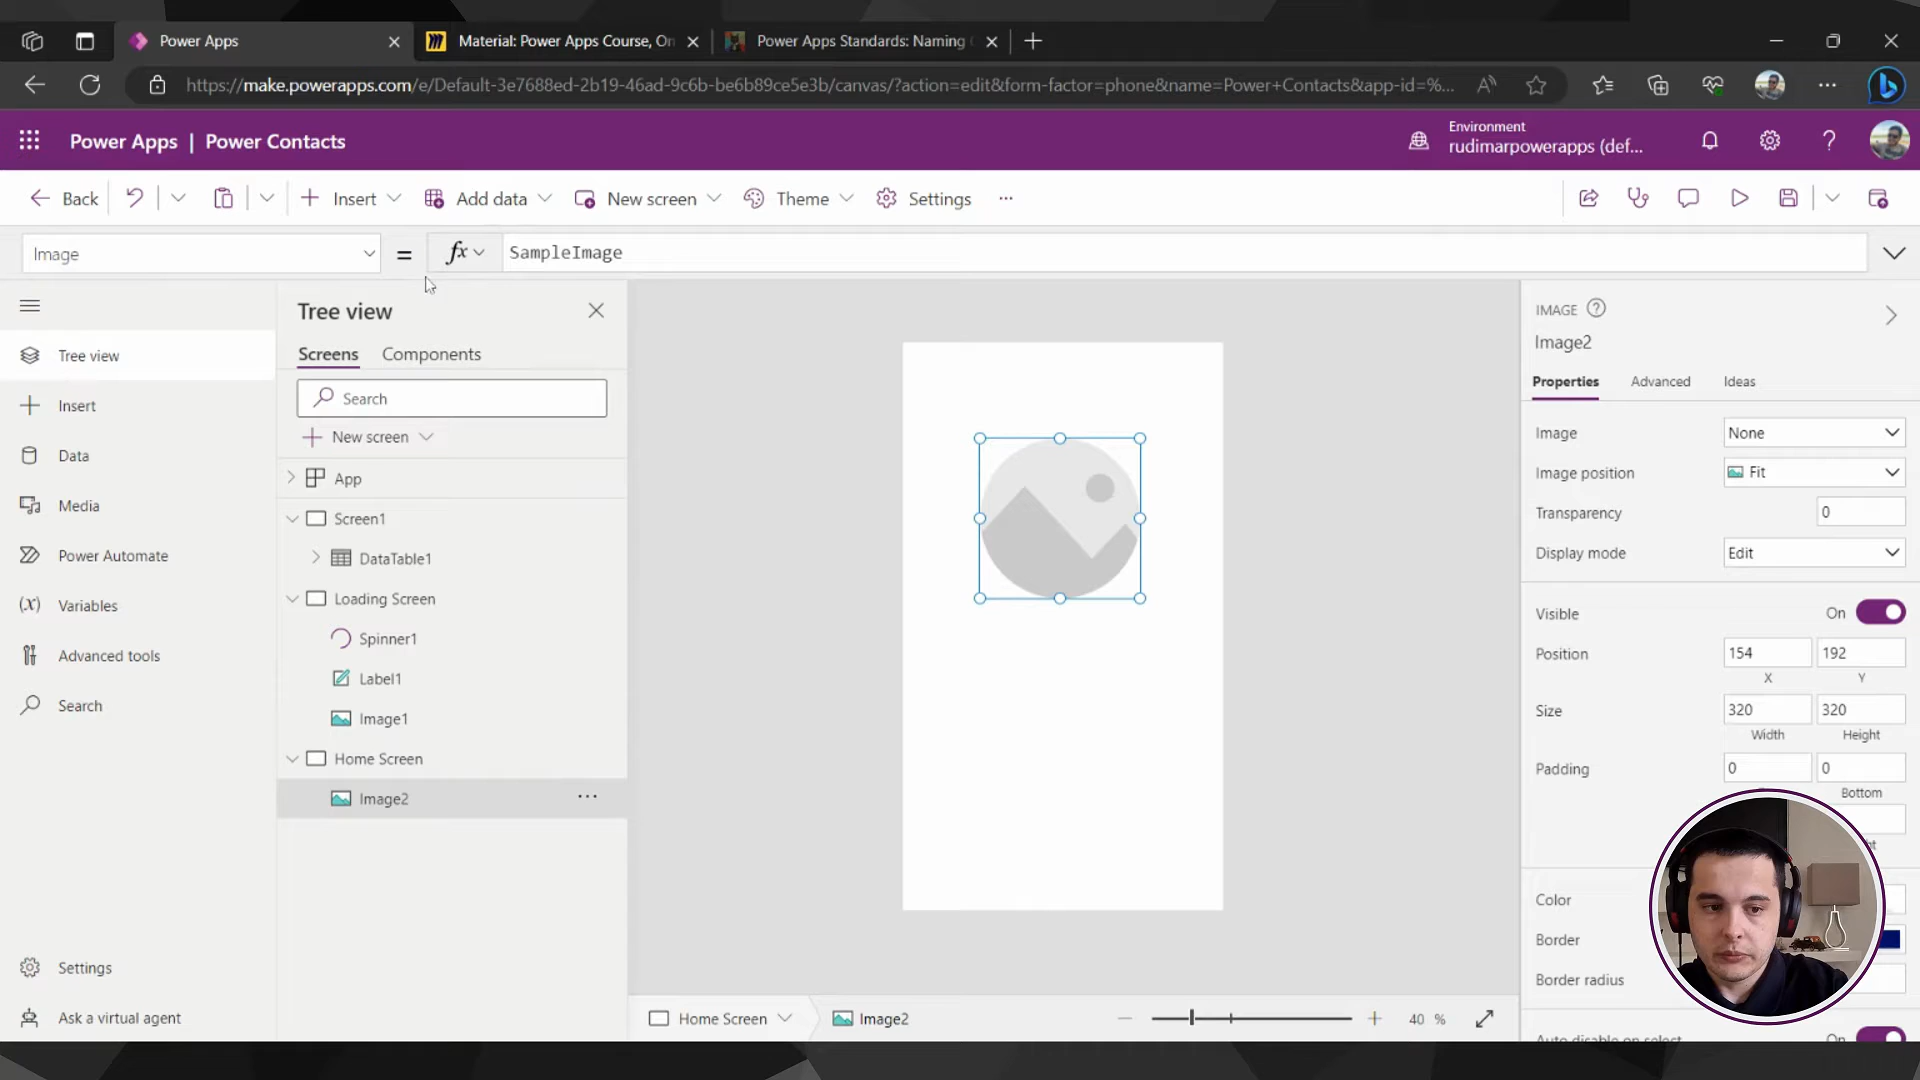 Power Apps
Material: Power Apps Course, On
Power Apps Standards: Naming
https://make.powerapps.com/e/Default-3e7688ed-2b19-46ad-9c6b-be6b89ce5e3b/canvas/?action=edit&form-factor=phone&name=Power+Contacts&app-id=%...
Power Apps | Power Contacts
Environment
rudimarpowerapps (def...
Back
Insert
Add data
New screen
Theme
Settings
...
Image
=
fx
SampleImage
Tree view
Insert
Data
Media
Power Automate
Variables
Advanced tools
Search
Settings
Ask a virtual agent
Tree view
Screens Components
Search
New screen
App
Screen1
DataTable1
Loading Screen
Spinner1
Label1
Image1
Home Screen
Image2
...
Home Screen
Image2
40 %
IMAGE
Image2
Properties Advanced Ideas
Image None
Image position Fit
Transparency 0
Display mode Edit
Visible On
Position 154 192
X Y
Size 320 320
Width Height
Padding 0 0
Bottom
Color
Border
Border radius
Auto disable on select On